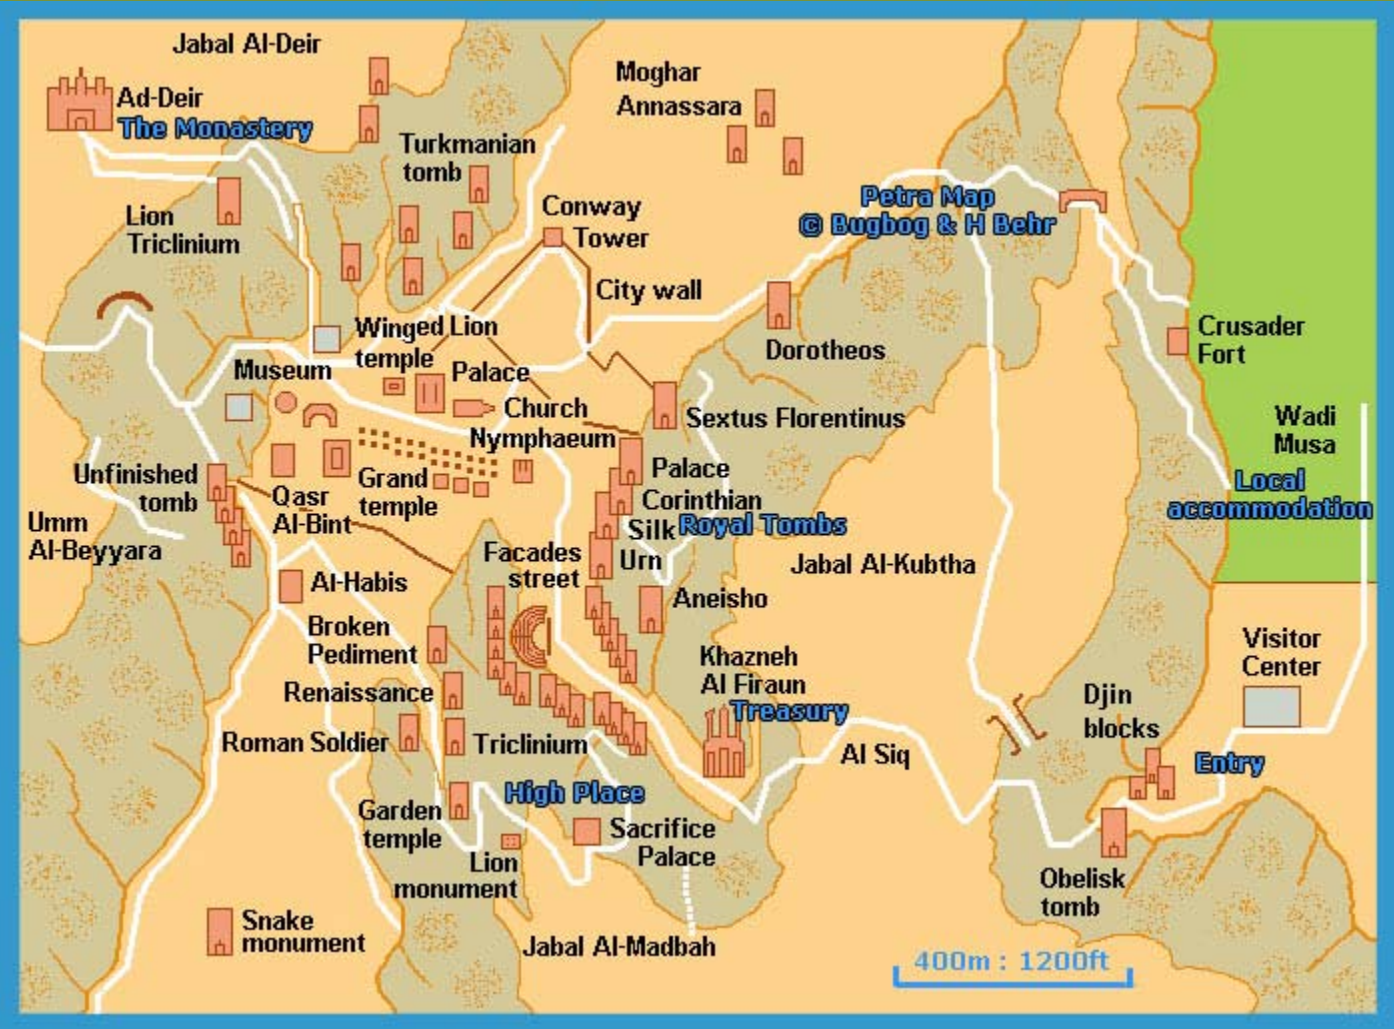 Jabal Al-Deir
Ad-Deir
The Monastery
Moghar
Annassara
Turkmanian
tomb
Lion
Triclinium
Conway
Tower
Petra Map
© Bugbog & H Behr
City wall
Winged Lion
temple
Dorotheos
Crusader
Fort
Museum
Palace
Church
Nymphaeum
Sextus Florentinus
Wadi
Musa
Unfinished
tomb
Grand
temple
Qasr
Al-Bint
Palace
Corinthian
Silk
Royal Tombs
Urn
Local
accommodation
Umm
Al-Beyyara
Facades
street
Jabal Al-Kubtha
Al-Habis
Aneisho
Broken
Pediment
Khazneh
Al Firaun
Treasury
Visitor
Center
Renaissance
Djin
blocks
Roman Soldier
Triclinium
Al Siq
Entry
High Place
Garden
temple
Sacrifice
Palace
Lion
monument
Obelisk
tomb
Snake
monument
Jabal Al-Madbah
400m : 1200ft